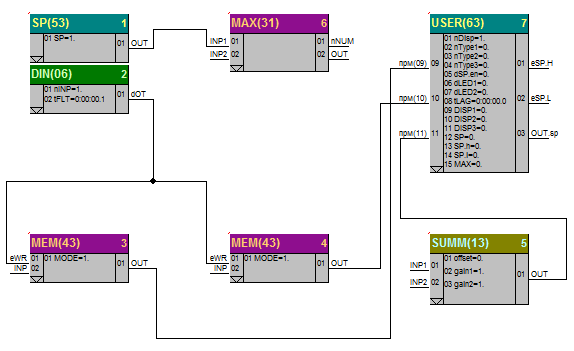 SP(53) 1
01 SP=1.
01 OUT
DIN(06) 2
01 nINP=1.
02 tFLT=0:00:00.1
01 dOT
MAX(31) 6
INP1 01 01 nNUM
INP2 02 02 OUT
USER(63) 7
01 nDisp=1.
02 nType1=0.
03 nType2=0.
04 nType3=0.
05 dSP.en=0.
06 dLED1=0.
07 dLED2=0.
08 tLAG=0:00:00.0
09 DISP1=0.
10 DISP2=0.
11 DISP3=0.
12 SP=0.
13 SP.h=0.
14 SP.l=0.
15 MAX=0.
прм(09) 09
прм(10) 10
прм(11) 11
01 eSP.H
02 eSP.L
03 OUT.sp
MEM(43) 3
eWR 01 01 MODE=1.
INP 02
01 OUT
MEM(43) 4
eWR 01 01 MODE=1.
INP 02
01 OUT
SUMM(13) 5
01 offset=0.
INP1 01 02 gain1=1.
INP2 02 03 gain2=1.
01 OUT